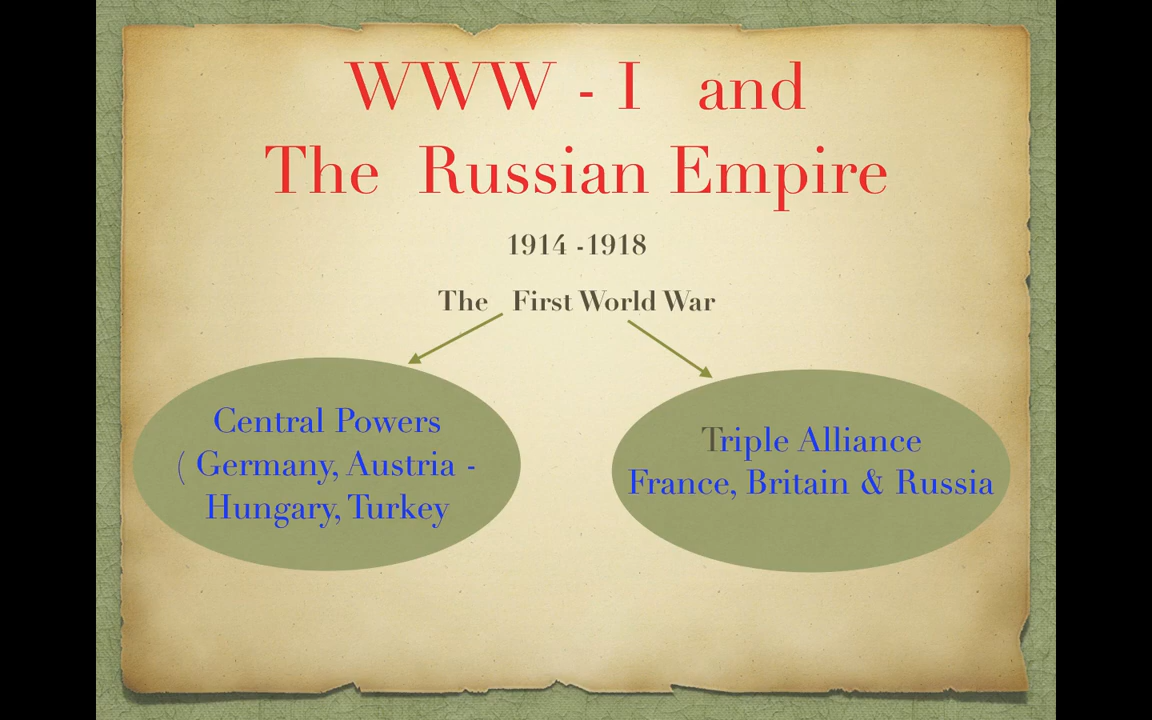 WWW - I and
The Russian Empire
1914 -1918
The First World War
Central Powers
( Germany, Austria -
Hungary, Turkey
Triple Alliance
France, Britain & Russia